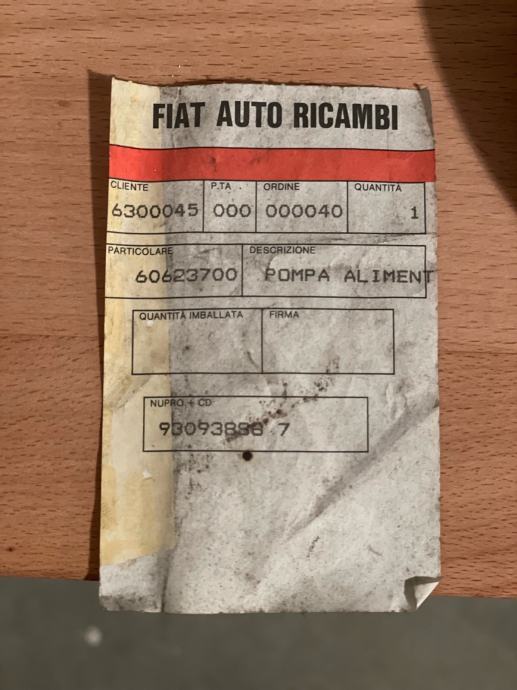 FIAT AUTO RICAMBI
CLIENTE P.TA. ORDINE QUANTITÀ
6300045 000 000040 1
PARTICOLARE DESCRIZIONE
60623700 POMPA ALIMENT
QUANTITÀ IMBALLATA FIRMA
NUPRO + CD
93093888 7